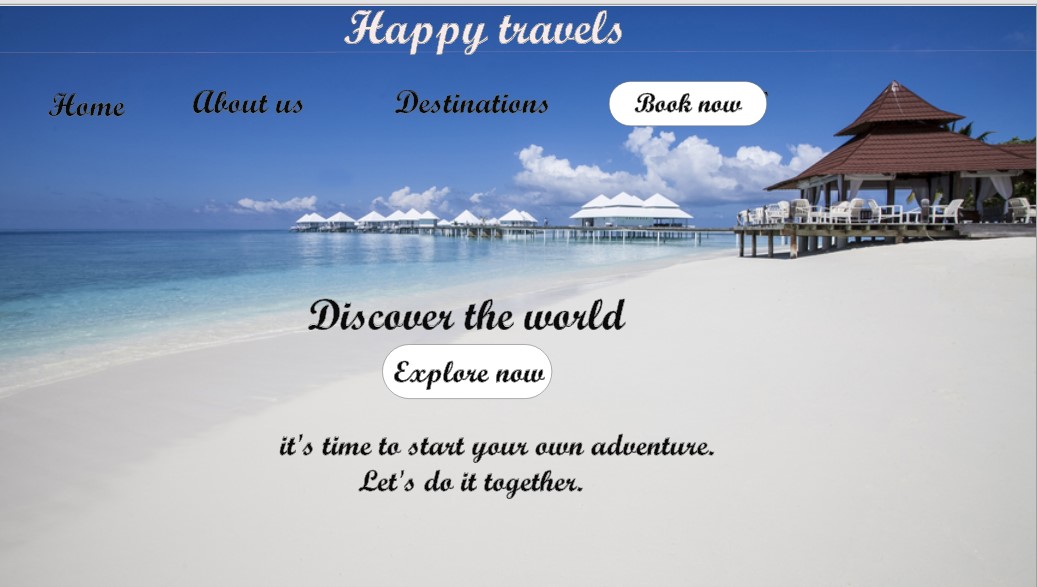 Happy travels
Home About us Destinations Book now
Discover the world
Explore now
it's time to start your own adventure.
Let's do it together.